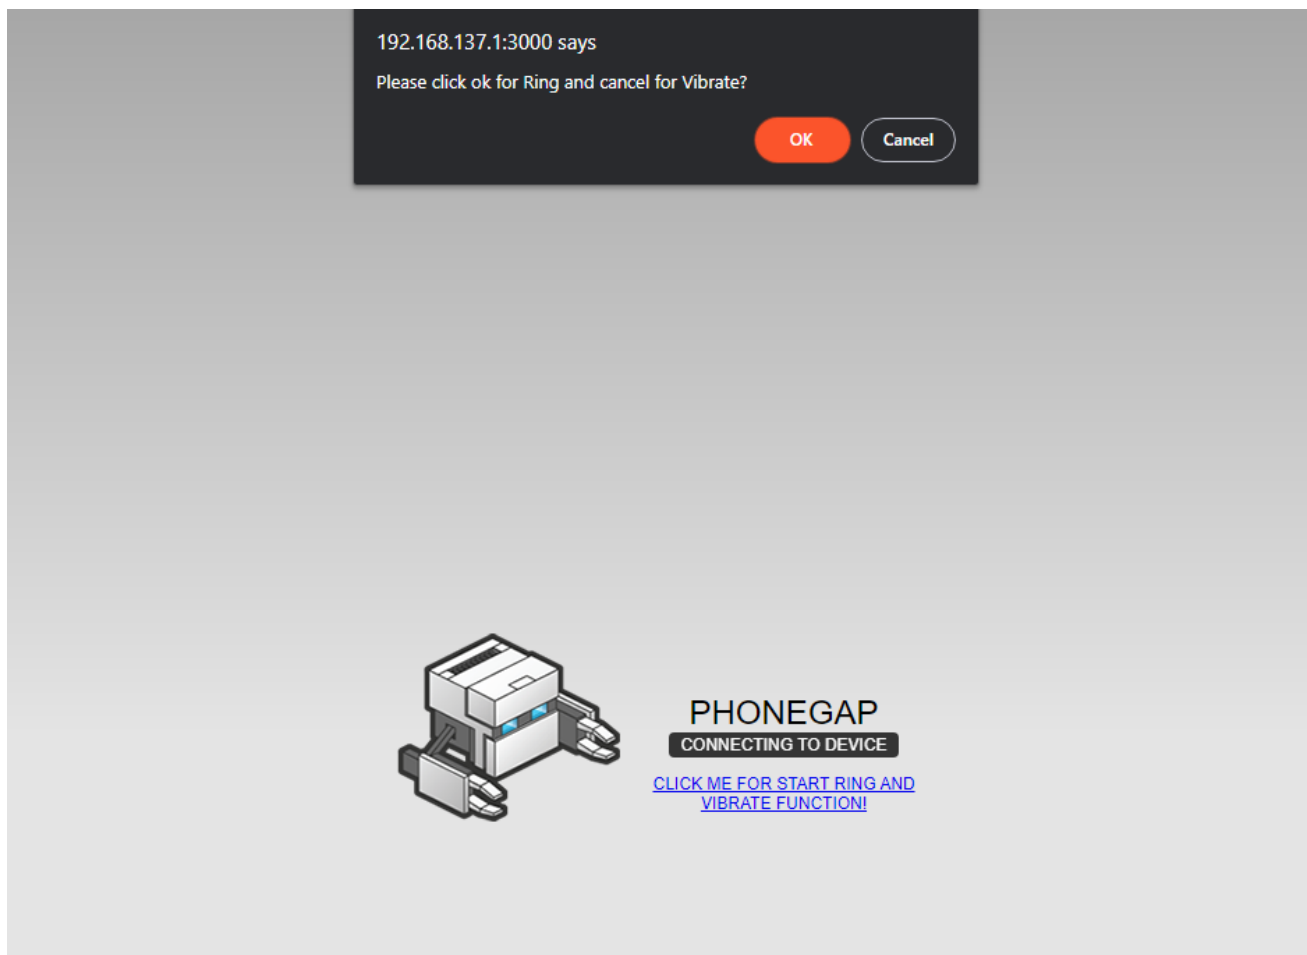 192.168.137.1:3000 says
Please click ok for Ring and cancel for Vibrate?
OK
Cancel
PHONEGAP
CONNECTING TO DEVICE
CLICK ME FOR START RING AND
VIBRATE FUNCTION!